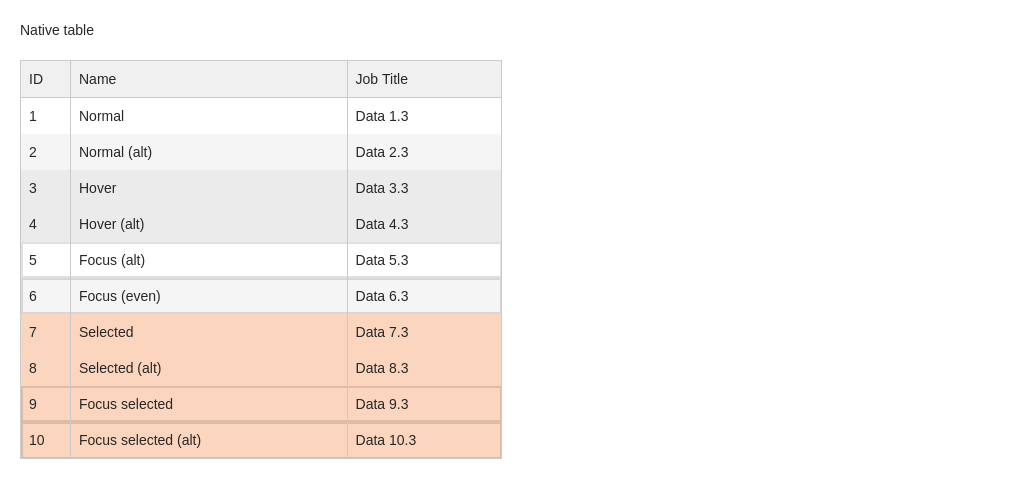 Native table
ID Name Job Title
1 Normal Data 1.3
2 Normal (alt) Data 2.3
3 Hover Data 3.3
4 Hover (alt) Data 4.3
5 Focus (alt) Data 5.3
6 Focus (even) Data 6.3
7 Selected Data 7.3
8 Selected (alt) Data 8.3
9 Focus selected Data 9.3
10 Focus selected (alt) Data 10.3